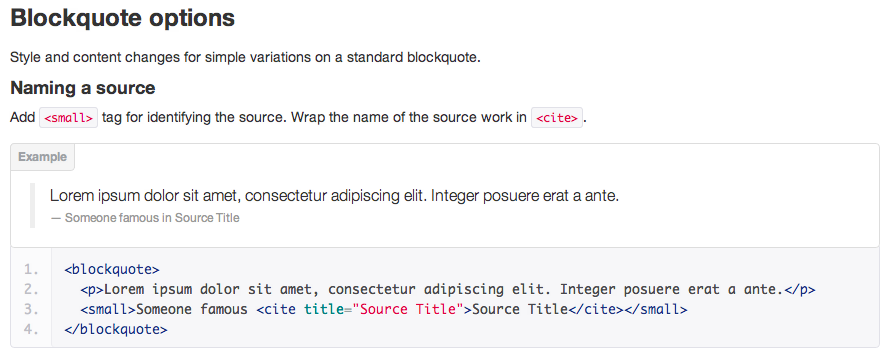 Blockquote options
Style and content changes for simple variations on a standard blockquote.
Naming a source
Add <small> tag for identifying the source. Wrap the name of the source work in <cite>.
Example
Lorem ipsum dolor sit amet, consectetur adipiscing elit. Integer posuere erat a ante.
— Someone famous in Source Title
1. <blockquote>
2.   <p>Lorem ipsum dolor sit amet, consectetur adipiscing elit. Integer posuere erat a ante.</p>
3.   <small>Someone famous <cite title="Source Title">Source Title</cite></small>
4. </blockquote>